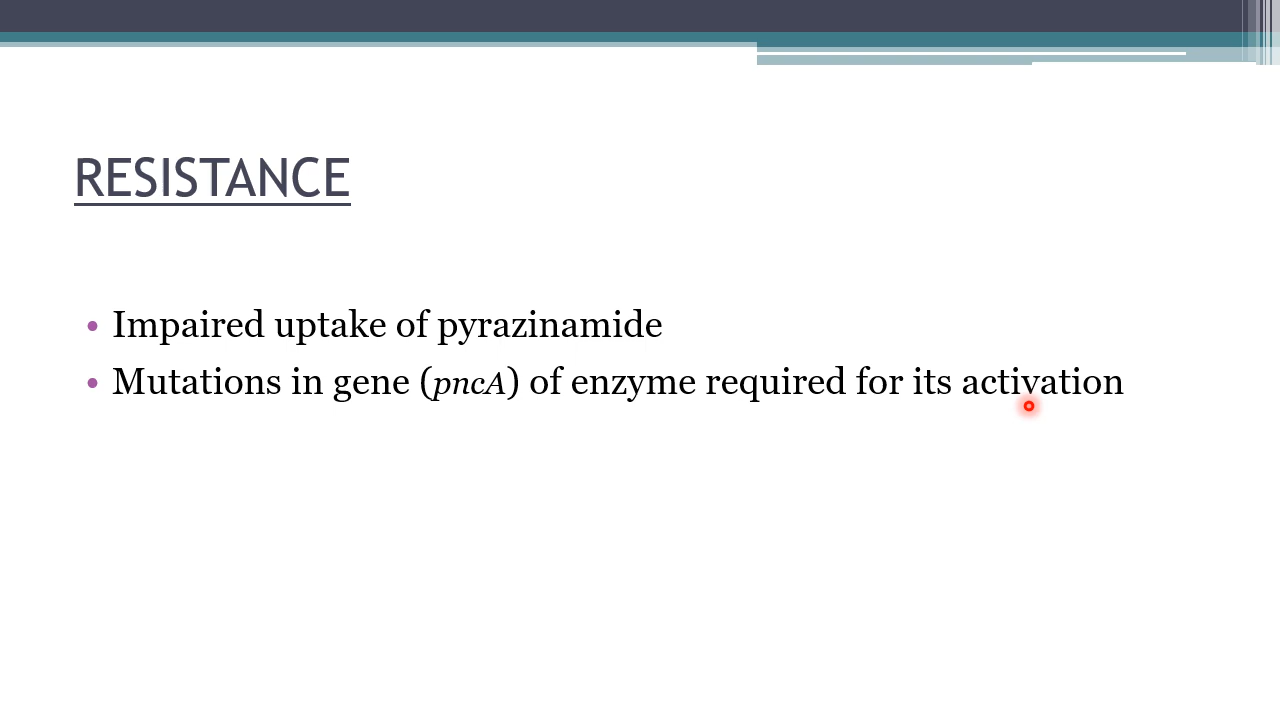 RESISTANCE
• Impaired uptake of pyrazinamide
• Mutations in gene (pncA) of enzyme required for its activation